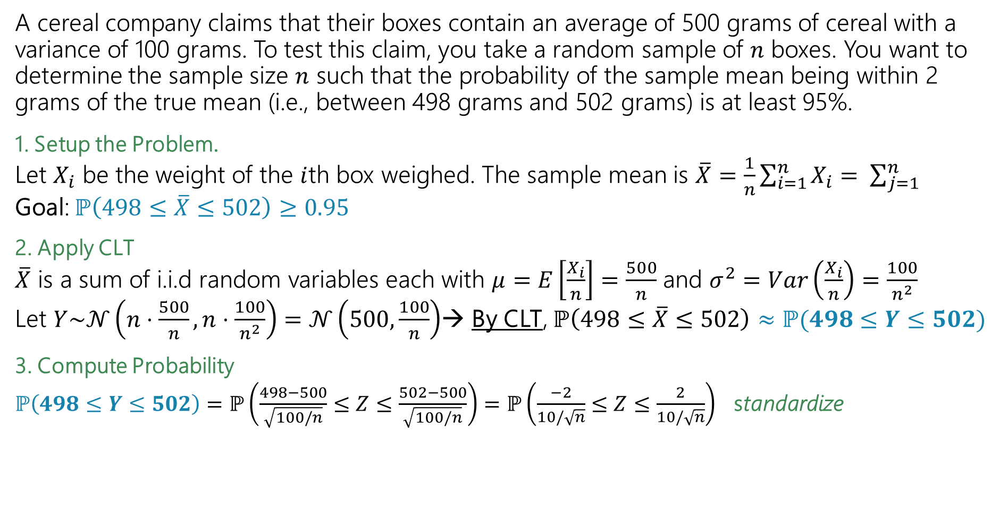 A cereal company claims that their boxes contain an average of 500 grams of cereal with a
variance of 100 grams. To test this claim, you take a random sample of n boxes. You want to
determine the sample size n such that the probability of the sample mean being within 2
grams of the true mean (i.e., between 498 grams and 502 grams) is at least 95%.
1. Setup the Problem.
Let X_i be the weight of the ith box weighed. The sample mean is X̄ = 1/n ∑_{i=1}^{n} X_i = ∑_{j=1}^{n}
Goal: ℙ(498 ≤ X̄ ≤ 502) ≥ 0.95
2. Apply CLT
X̄ is a sum of i.i.d random variables each with μ = E[X_i/n] = 500/n and σ² = Var(X_i/n) = 100/n²
Let Y~𝒩(n · 500/n, n · 100/n²) = 𝒩(500, 100/n)→ By CLT, ℙ(498 ≤ X̄ ≤ 502) ≈ ℙ(498 ≤ Y ≤ 502)
3. Compute Probability
ℙ(498 ≤ Y ≤ 502) = ℙ((498−500)/√(100/n) ≤ Z ≤ (502−500)/√(100/n)) = ℙ(−2/(10/√n) ≤ Z ≤ 2/(10/√n)) standardize